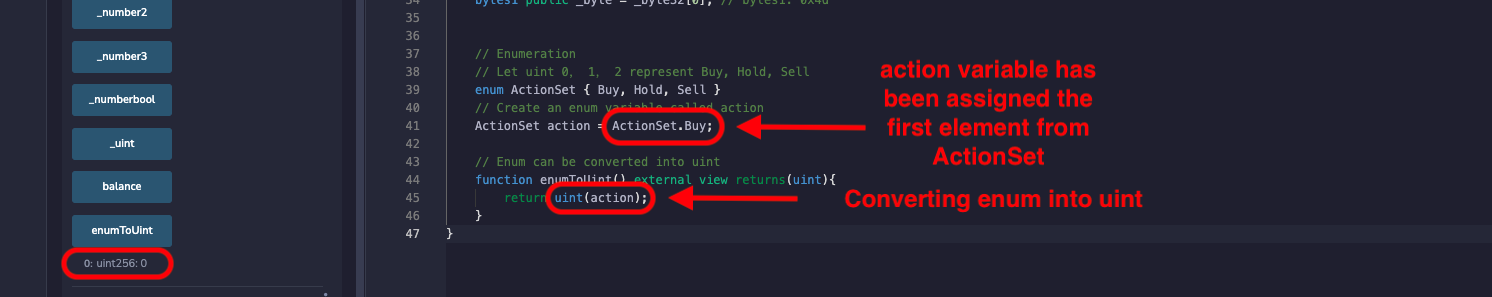 _number2
_number3
_numberbool
_uint
balance
enumToUint
0: uint256: 0
34 bytes1 public _byte = _byte32[0]; // bytes1: 0x4d
35
36
37 // Enumeration
38 // Let uint 0， 1， 2 represent Buy, Hold, Sell
39 enum ActionSet { Buy, Hold, Sell }
40 // Create an enum variable called action
41 ActionSet action = ActionSet.Buy;
42
43 // Enum can be converted into uint
44 function enumToUint() external view returns(uint){
45 return uint(action);
46 }
47 }
action variable has
been assigned the
first element from
ActionSet
Converting enum into uint